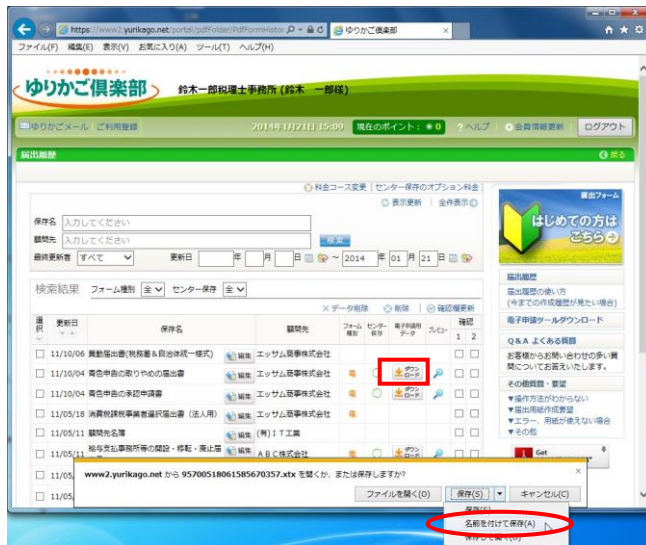 https://www2.yurikago.net/portal/pdfFolder/PdfFormHistor
ゆりかご倶楽部
ファイル(F) 編集(E) 表示(V) お気に入り(A) ツール(T) ヘルプ(H)
ゆりかご倶楽部
鈴木一郎税理士事務所 (鈴木 一郎様)
ゆりかごメール ご利用登録 2014年1月21日 15:09 現在のポイント: 0 ヘルプ 会員情報更新 ログアウト
届出履歴 戻る
料金コース変更 | センター保存のオプション料金
表示更新 | 全件表示
保存名 入力してください
顧問先 入力してください 検索
最終更新者 すべて 更新日 年 月 日 ~ 2014 年 01 月 21 日
検索結果 フォーム種別 全 センター保存 全
データ削除 削除 | 確認欄更新
選択 更新日 保存名 顧問先 フォーム種別 センター保存 電子申請用データ プレビュー 確認 1 2
11/10/06 異動届出書(税務署&自治体統一様式) 編集 エッサム商事株式会社
11/10/04 青色申告の取りやめの届出書 編集 エッサム商事株式会社 電 ダウンロード
11/10/04 青色申告の承認申請書 編集 エッサム商事株式会社 電 ダウンロード
11/05/18 消費税課税事業者選択届出書(法人用) 編集 エッサム商事株式会社 電
11/05/11 顧問先名簿 編集 (有)ＩＴ工業
11/05/11 給与支払事務所等の開設・移転・廃止届 編集 ＡＢＣ株式会社
11/05,
11/05,
届出フォーム
はじめての方はこちら
届出履歴
届出履歴の使い方
(今までの作成履歴が見たい場合)
電子申請ツールダウンロード
Q&A よくある質問
お客様からお問い合わせの多い質問についてお答えいたします。
その他質問・要望
▼操作方法がわからない
▼届出用紙作成要望
▼エラー、用紙が使えない場合
▼その他
Get
www2.yurikago.net から 95700518061585670357.xtx を開くか、または保存しますか?
ファイルを開く(O) 保存(S) キャンセル(C)
保存(S)
名前を付けて保存(A)
保存して開く(O)